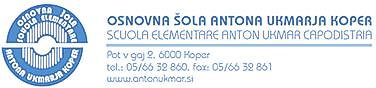 OSNOVNA ŠOLA
SCUOLA ELEMENTARE
ANTONA UKMARJA KOPER
OSNOVNA ŠOLA ANTONA UKMARJA KOPER
SCUOLA ELEMENTARE ANTON UKMAR CAPODISTRIA
Pot v gaj 2, 6000 Koper
tel.: 05/66 32 860, fax: 05/66 32 861
www.antonukmar.si